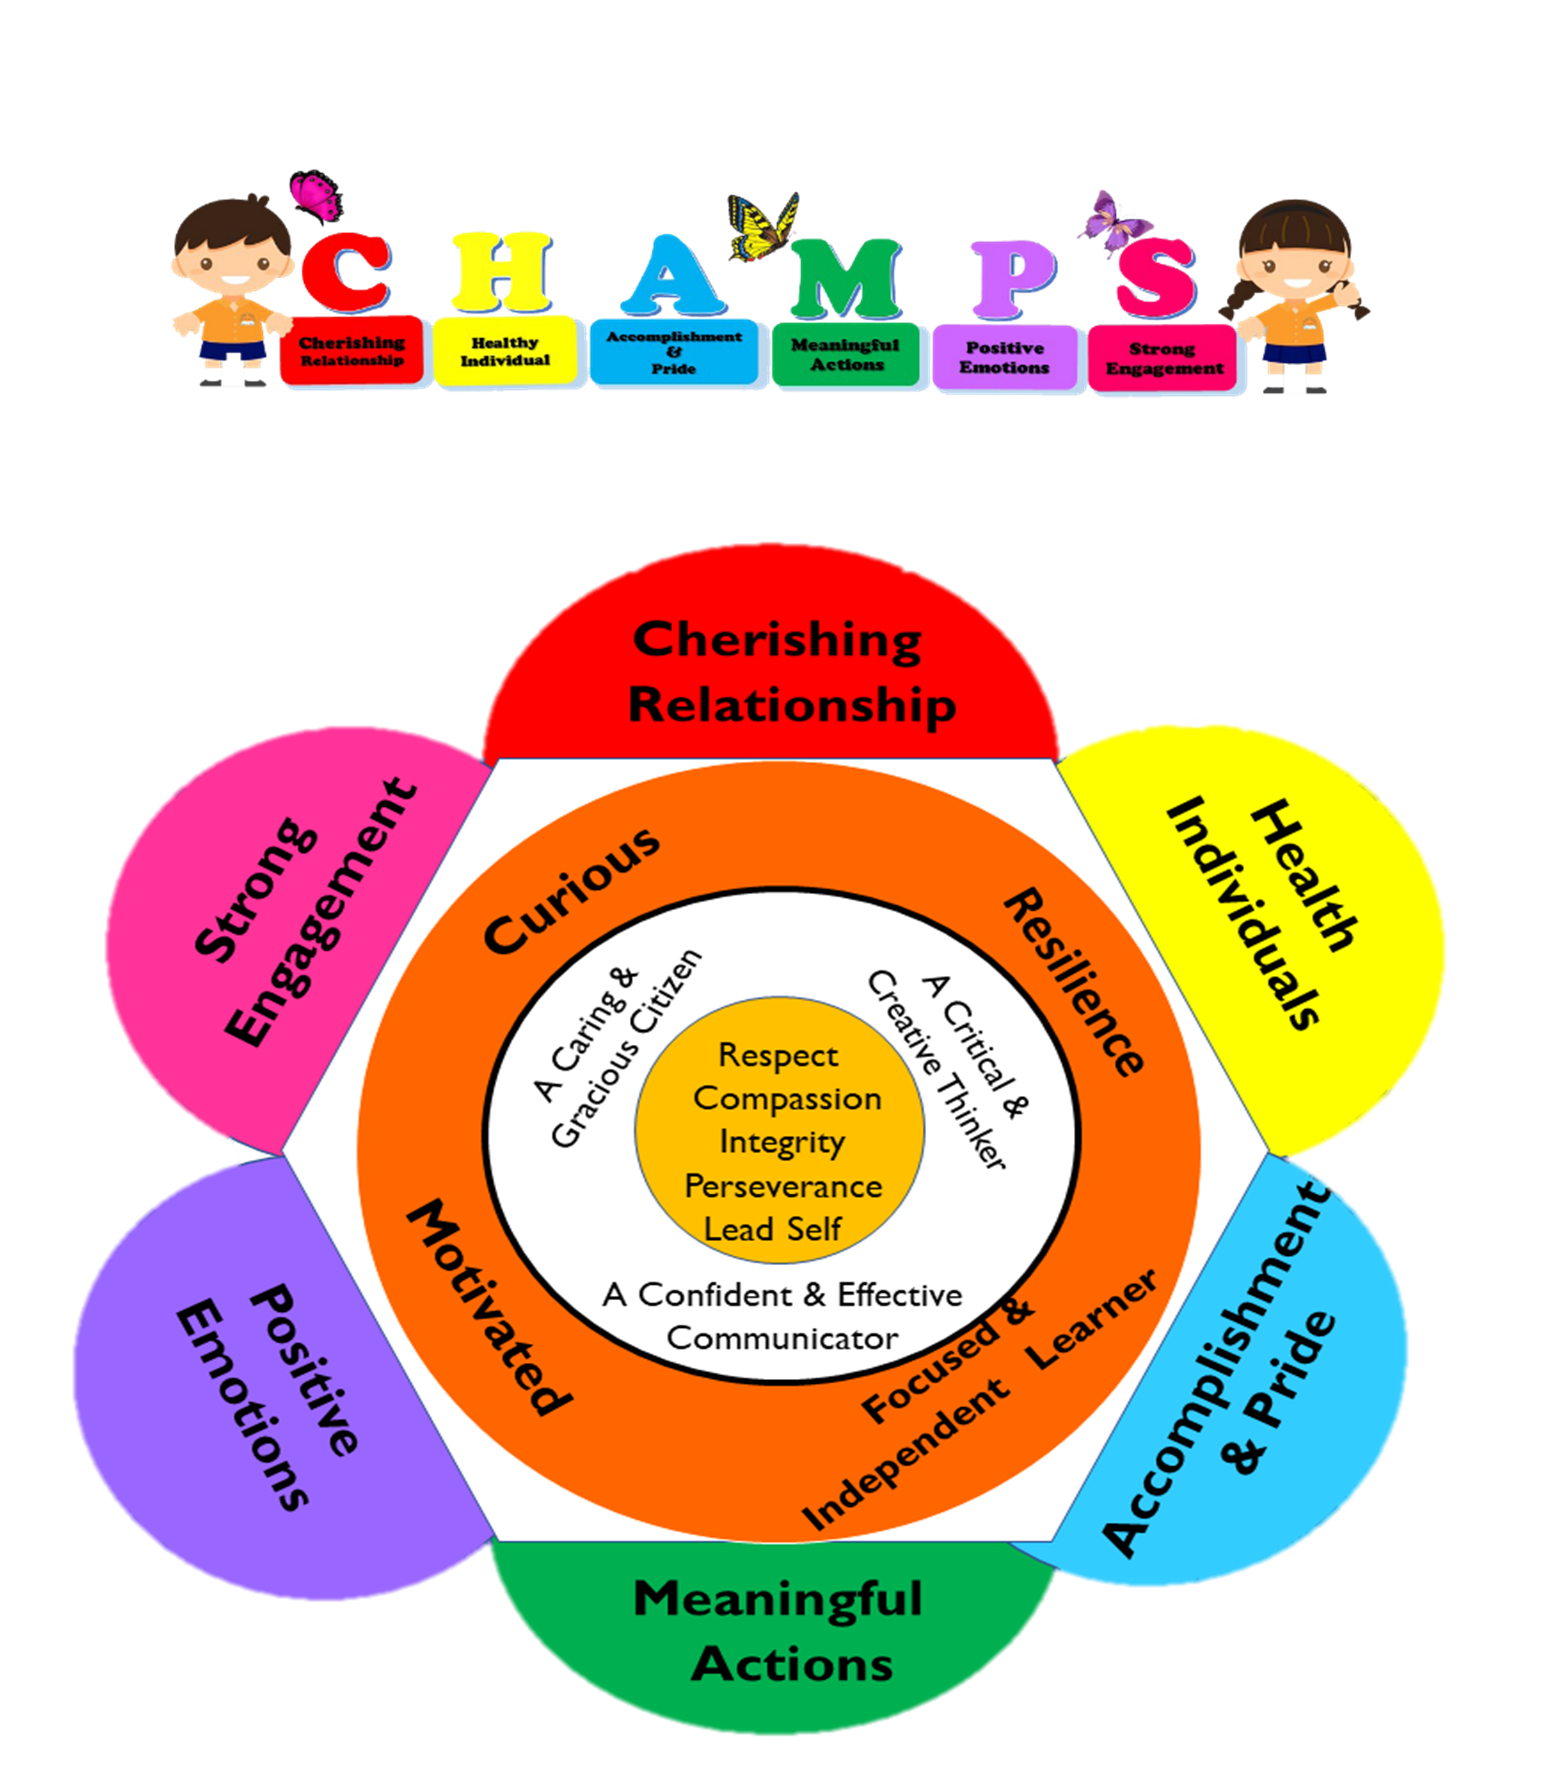 C H A M P S
Cherishing
Relationship
Healthy
Individual
Accomplishment
&
Pride
Meaningful
Actions
Positive
Emotions
Strong
Engagement
Cherishing
Relationship
Health
Individuals
Accomplishment
& Pride
Meaningful
Actions
Positive
Emotions
Strong
Engagement
Curious
Resilience
Focused &
Independent Learner
Motivated
A Caring &
Gracious Citizen
A Critical &
Creative Thinker
A Confident & Effective
Communicator
Respect
Compassion
Integrity
Perseverance
Lead Self